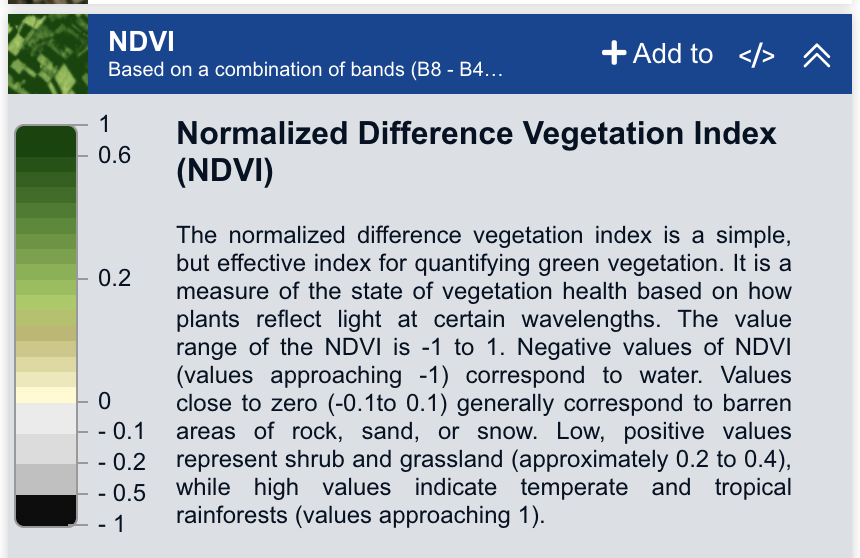 NDVI
Based on a combination of bands (B8 - B4…
Add to
</>
1
0.6
0.2
0
- 0.1
- 0.2
- 0.5
- 1
Normalized Difference Vegetation Index
(NDVI)
The normalized difference vegetation index is a simple,
but effective index for quantifying green vegetation. It is a
measure of the state of vegetation health based on how
plants reflect light at certain wavelengths. The value
range of the NDVI is -1 to 1. Negative values of NDVI
(values approaching -1) correspond to water. Values
close to zero (-0.1to 0.1) generally correspond to barren
areas of rock, sand, or snow. Low, positive values
represent shrub and grassland (approximately 0.2 to 0.4),
while high values indicate temperate and tropical
rainforests (values approaching 1).